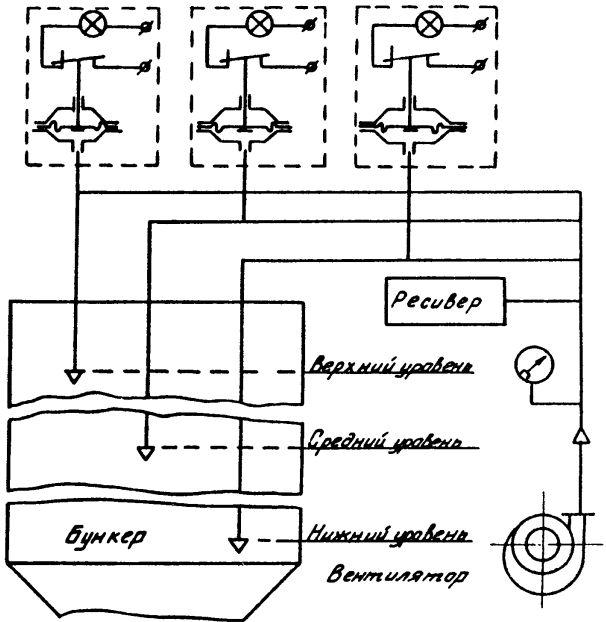 Ресивер
Верхний уровень
Средний уровень
Бункер
Нижний уровень
Вентилятор